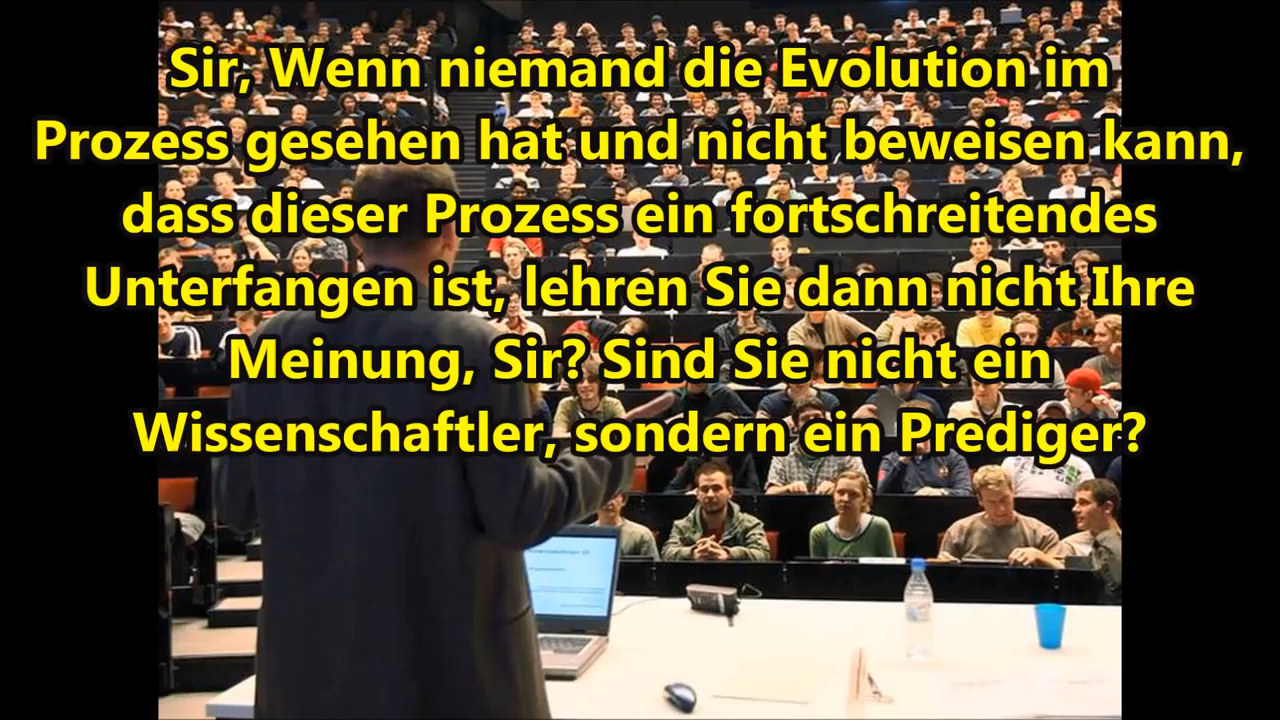 Sir, Wenn niemand die Evolution im
Prozess gesehen hat und nicht beweisen kann,
dass dieser Prozess ein fortschreitendes
Unterfangen ist, lehren Sie dann nicht Ihre
Meinung, Sir? Sind Sie nicht ein
Wissenschaftler, sondern ein Prediger?